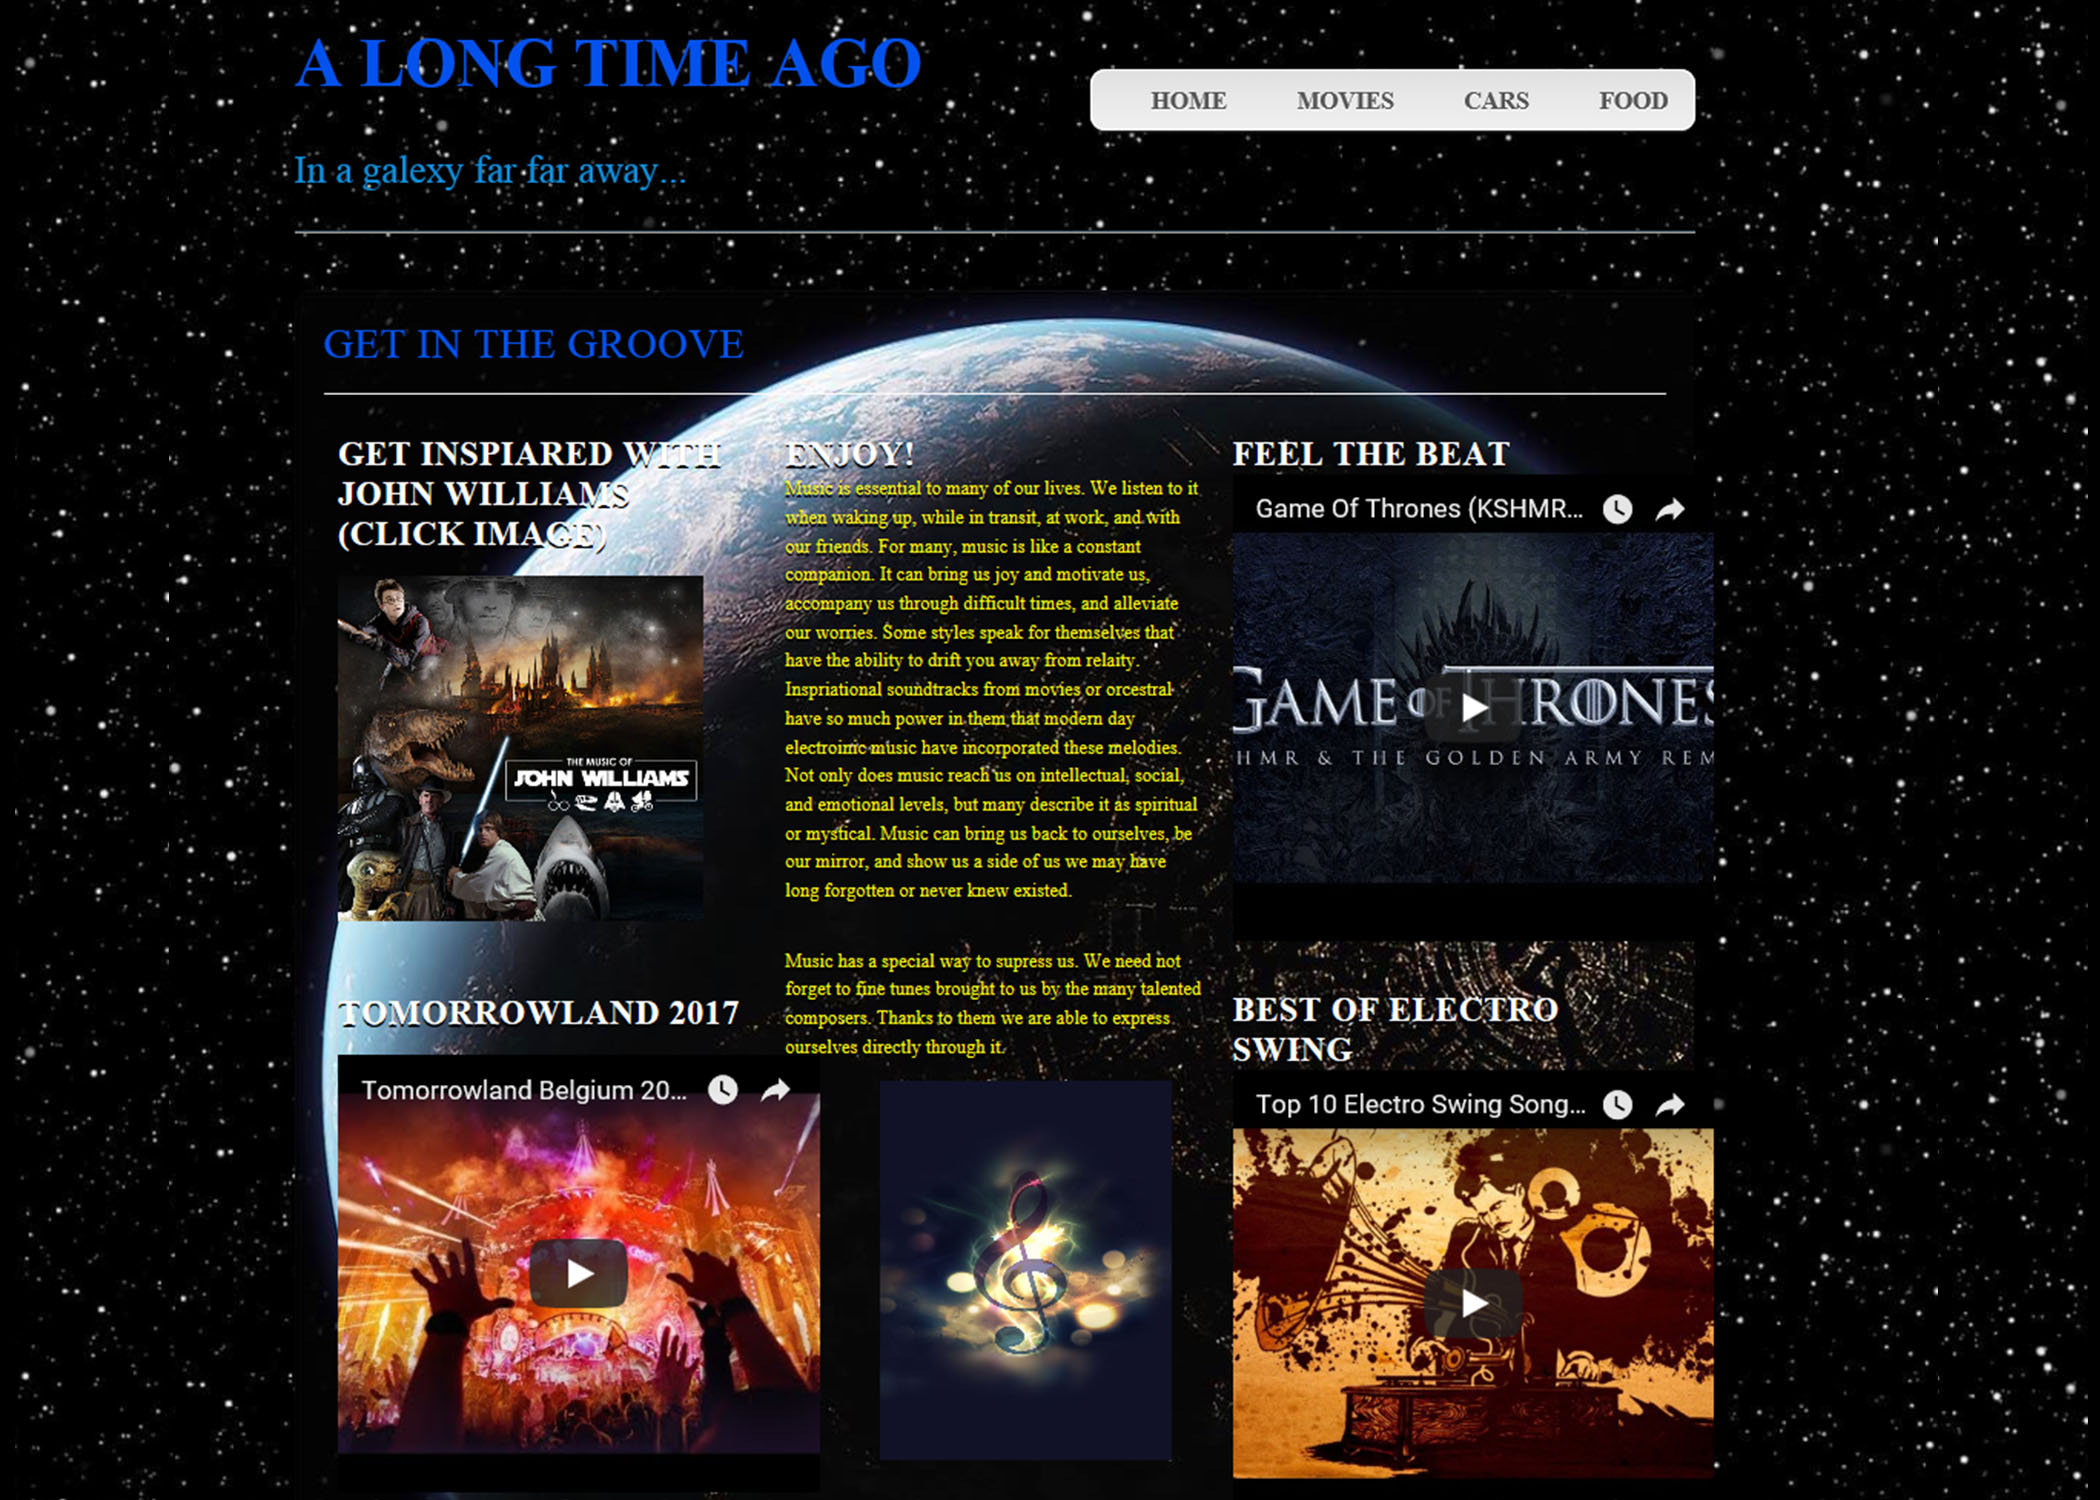 A LONG TIME AGO
HOME MOVIES CARS FOOD
In a galexy far far away...
GET IN THE GROOVE
GET INSPIARED WITH
JOHN WILLIAMS
(CLICK IMAGE)
THE MUSIC OF
JOHN WILLIAMS
TOMORROWLAND 2017
Tomorrowland Belgium 20...
ENJOY!
Music is essential to many of our lives. We listen to it
when waking up, while in transit, at work, and with
our friends. For many, music is like a constant
companion. It can bring us joy and motivate us,
accompany us through difficult times, and alleviate
our worries. Some styles speak for themselves that
have the ability to drift you away from relaity.
Inspriational soundtracks from movies or orcestral
have so much power in them that modern day
electroinic music have incorporated these melodies.
Not only does music reach us on intellectual, social,
and emotional levels, but many describe it as spiritual
or mystical. Music can bring us back to ourselves, be
our mirror, and show us a side of us we may have
long forgotten or never knew existed.
Music has a special way to supress us. We need not
forget to fine tunes brought to us by the many talented
composers. Thanks to them we are able to express
ourselves directly through it.
FEEL THE BEAT
Game Of Thrones (KSHMR...
GAME OF THRONES
HMR & THE GOLDEN ARMY REM
BEST OF ELECTRO
SWING
Top 10 Electro Swing Song...